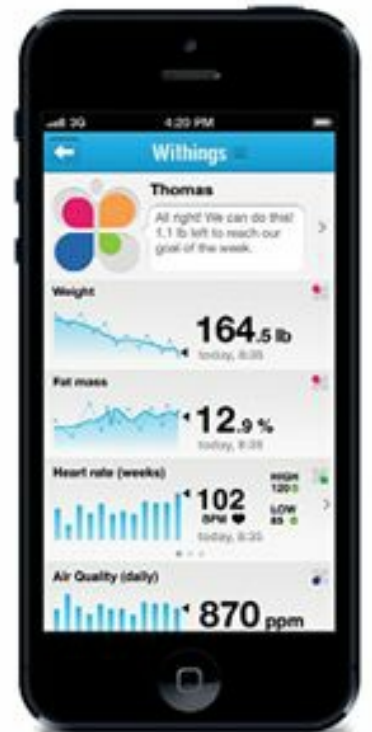 3G 4:20 PM
Withings
Thomas
All right! We can do this!
1.1 lb left to reach our
goal of the week.
Weight
164.5 lb
today, 8:35
Fat mass
12.9 %
today, 8:35
Heart rate (weeks)
HIGH
120
102
BPM
LOW
85
today, 8:35
Air Quality (daily)
870 ppm